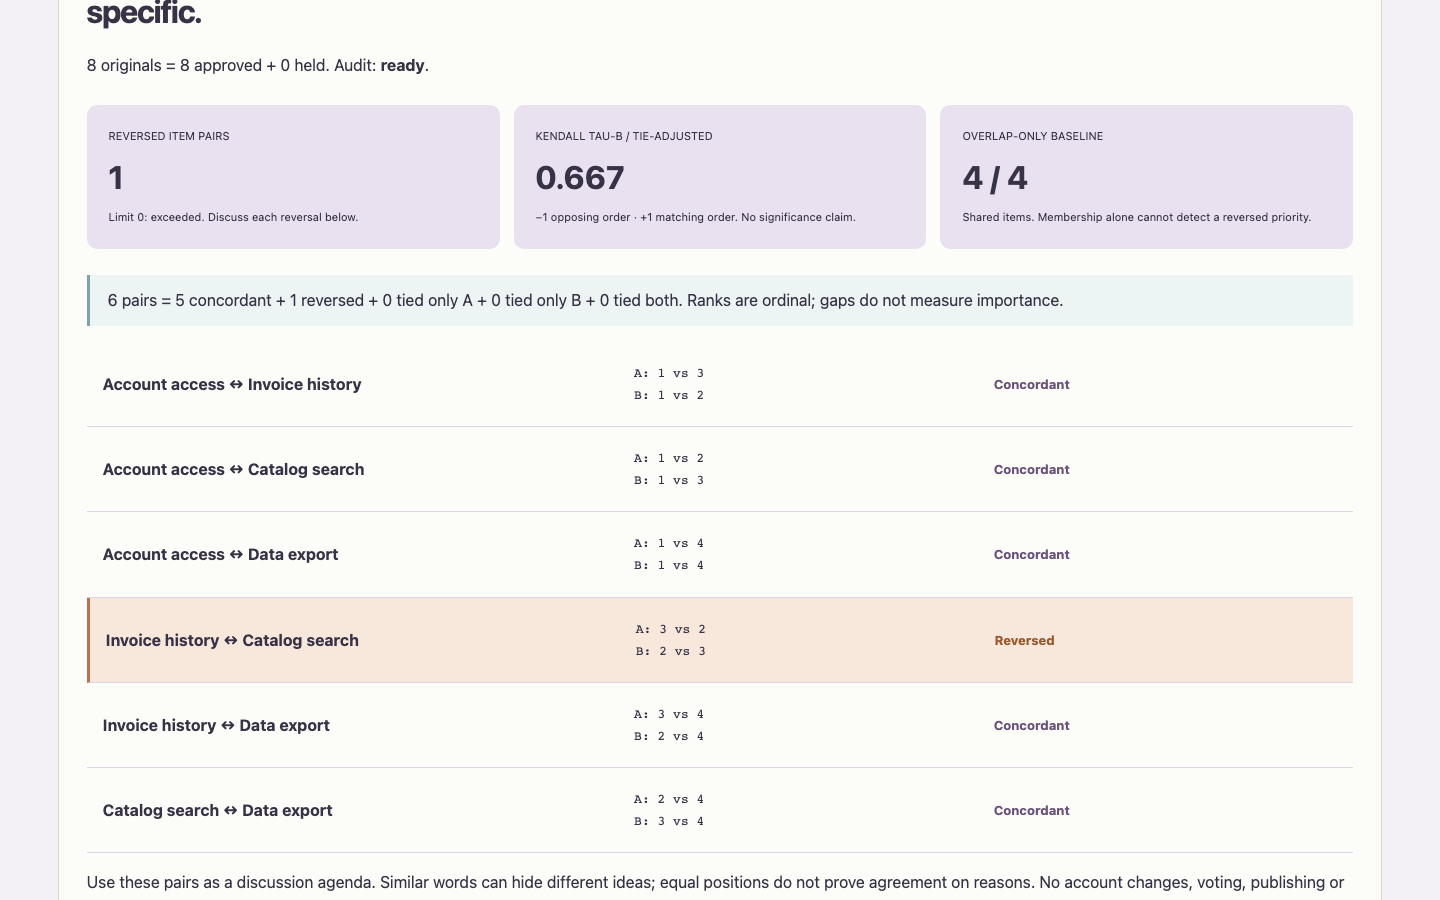 specific.
8 originals = 8 approved + 0 held. Audit: ready.
REVERSED ITEM PAIRS
1
Limit 0: exceeded. Discuss each reversal below.
KENDALL TAU-B / TIE-ADJUSTED
0.667
−1 opposing order · +1 matching order. No significance claim.
OVERLAP-ONLY BASELINE
4 / 4
Shared items. Membership alone cannot detect a reversed priority.
6 pairs = 5 concordant + 1 reversed + 0 tied only A + 0 tied only B + 0 tied both. Ranks are ordinal; gaps do not measure importance.
Account access ↔ Invoice history
A: 1 vs 3
B: 1 vs 2
Concordant
Account access ↔ Catalog search
A: 1 vs 2
B: 1 vs 3
Concordant
Account access ↔ Data export
A: 1 vs 4
B: 1 vs 4
Concordant
Invoice history ↔ Catalog search
A: 3 vs 2
B: 2 vs 3
Reversed
Invoice history ↔ Data export
A: 3 vs 4
B: 2 vs 4
Concordant
Catalog search ↔ Data export
A: 2 vs 4
B: 3 vs 4
Concordant
Use these pairs as a discussion agenda. Similar words can hide different ideas; equal positions do not prove agreement on reasons. No account changes, voting, publishing or